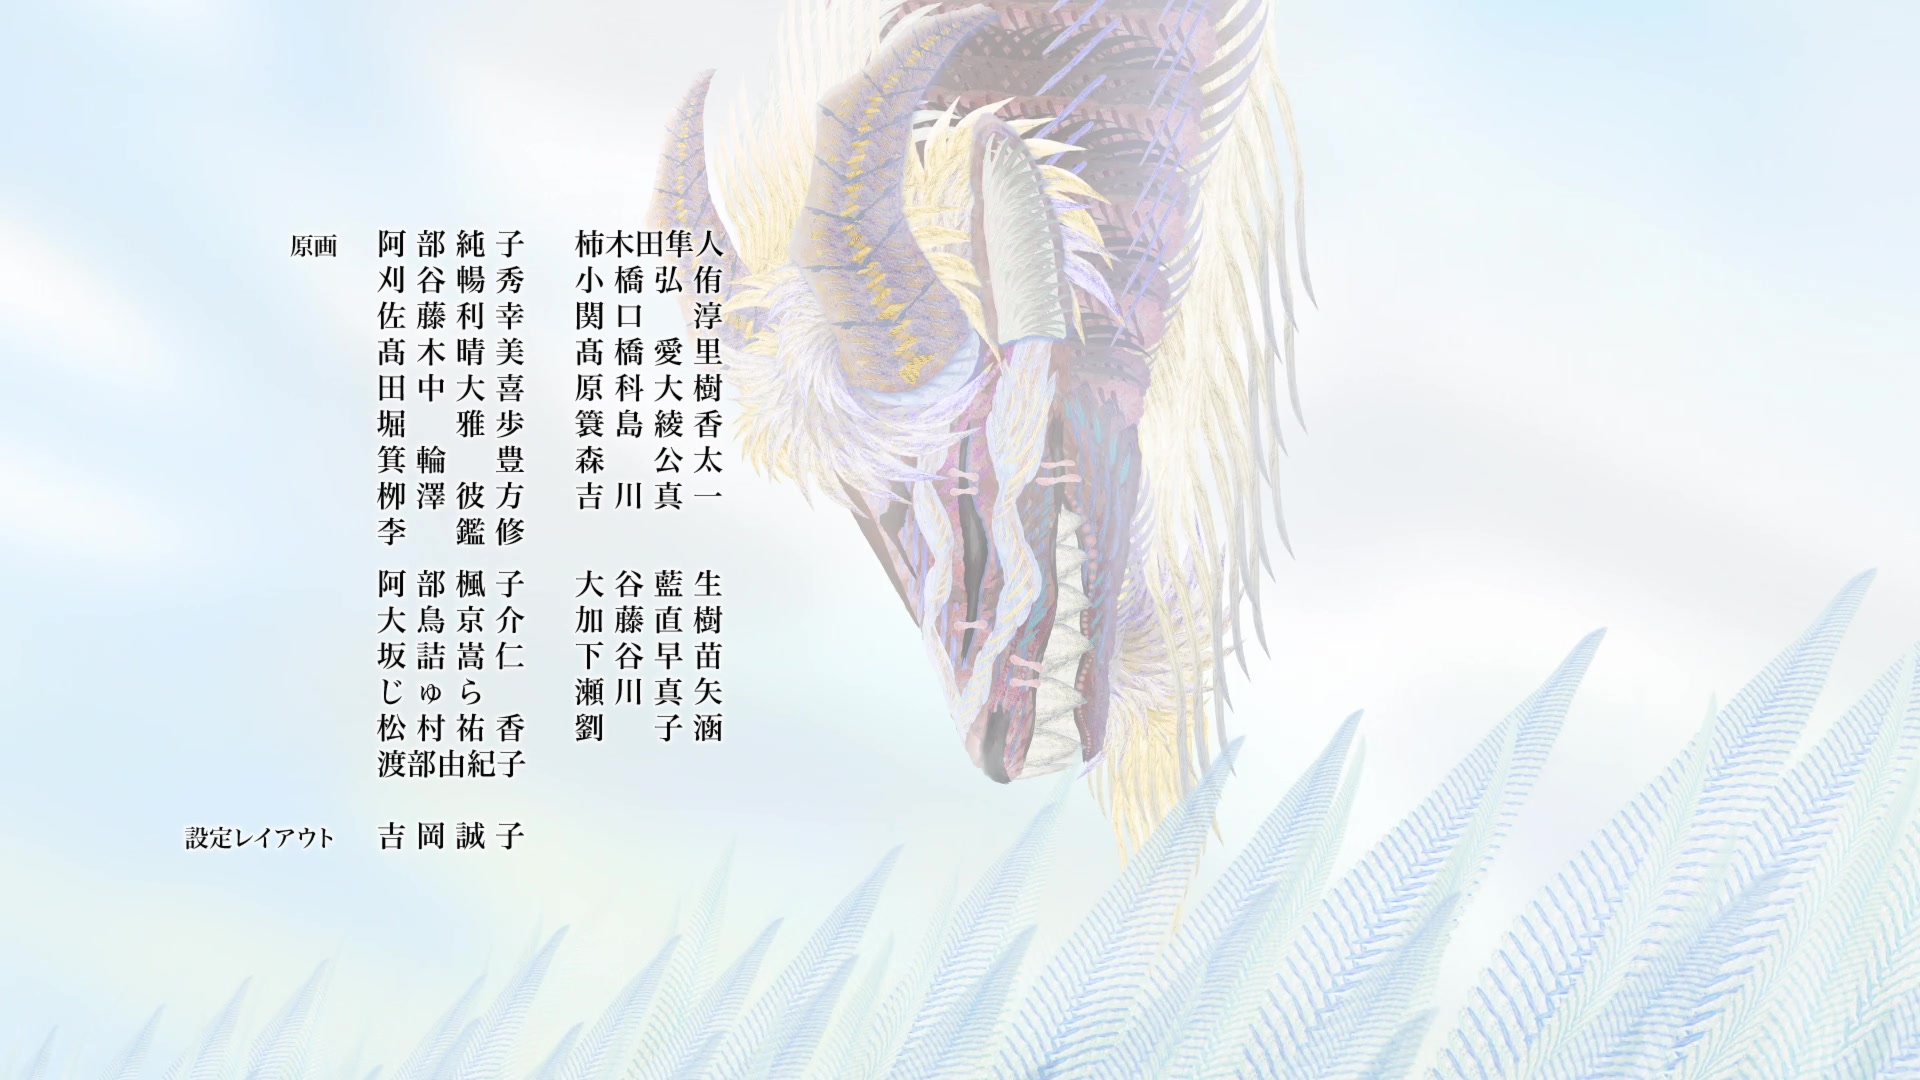 原画 阿部純子 柿木田隼人
刈谷暢秀 小橋弘侑
佐藤利幸 関口淳
髙木晴美 髙橋愛里
田中大喜 原科大樹
堀雅歩 簑島綾香
箕輪豊 森公太
栁澤彼方 吉川真一
李鑑修
阿部楓子 大谷藍生
大鳥京介 加藤直樹
坂詰嵩仁 下谷早苗
じゅら 瀬川真矢
松村祐香 劉子涵
渡部由紀子
設定レイアウト 吉岡誠子